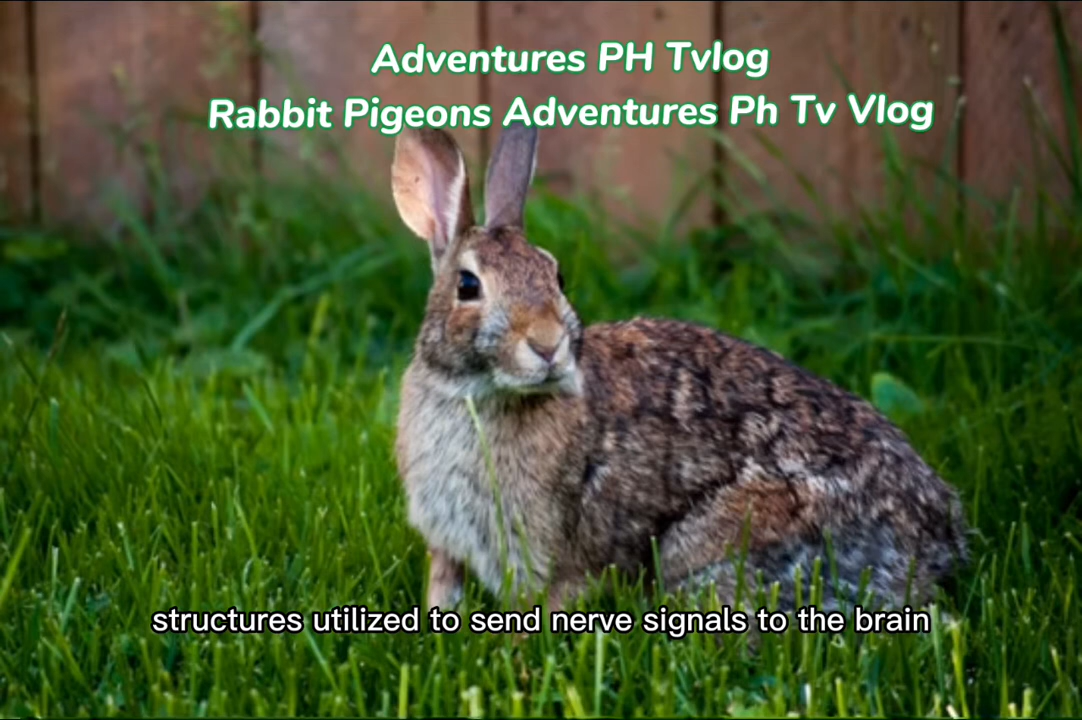 Adventures PH Tvlog
Rabbit Pigeons Adventures Ph Tv Vlog
structures utilized to send nerve signals to the brain